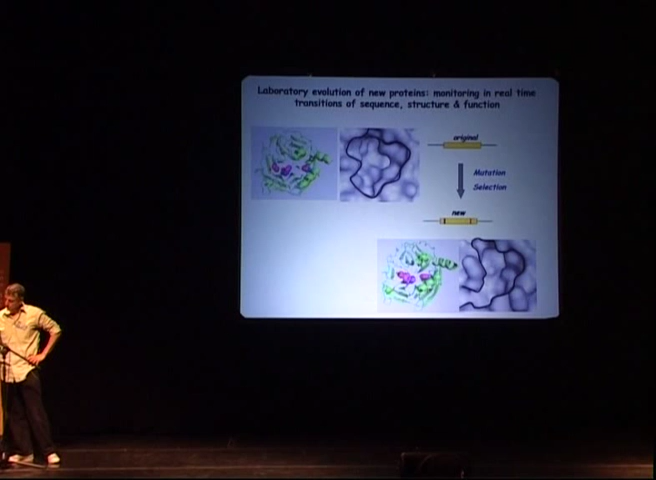 Laboratory evolution of new proteins: monitoring in real time
transitions of sequence, structure & function
original
Mutation
Selection
new